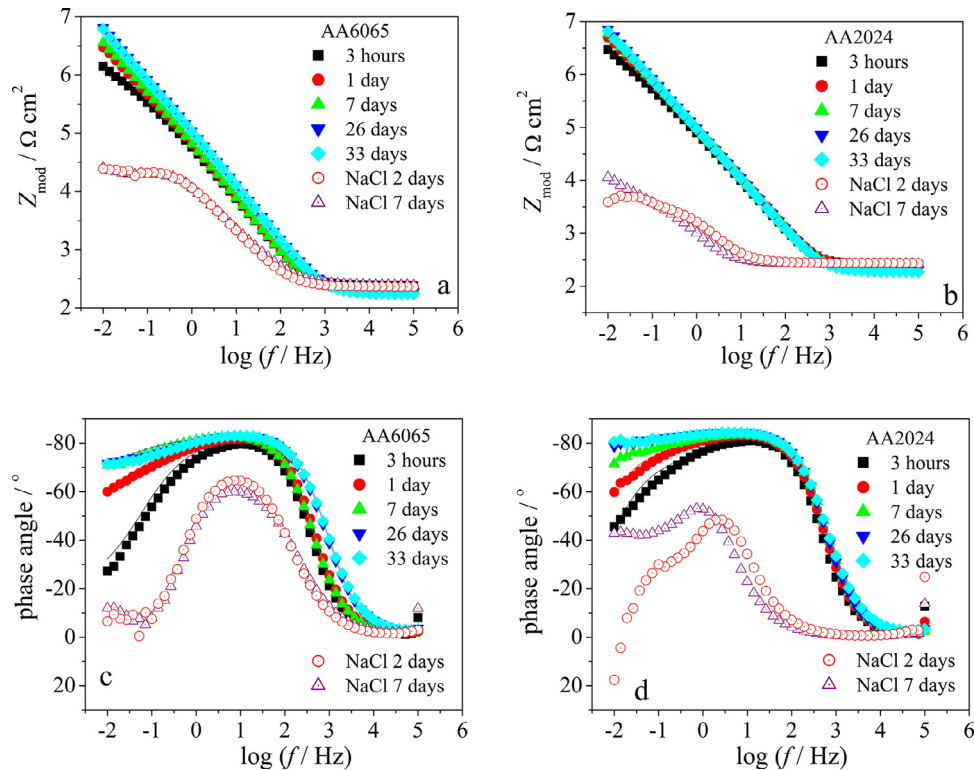 7
6
5
4
3
2
Z mod / Ω cm²
AA6065
3 hours
1 day
7 days
26 days
33 days
NaCl 2 days
NaCl 7 days
a
-2 -1 0 1 2 3 4 5 6
log (f / Hz)
7
6
5
4
3
2
Z mod / Ω cm²
AA2024
3 hours
1 day
7 days
26 days
33 days
NaCl 2 days
NaCl 7 days
b
-2 -1 0 1 2 3 4 5 6
log (f / Hz)
-80
-60
-40
-20
0
20
phase angle / °
AA6065
3 hours
1 day
7 days
26 days
33 days
NaCl 2 days
NaCl 7 days
c
-2 -1 0 1 2 3 4 5 6
log (f / Hz)
-80
-60
-40
-20
0
20
phase angle / °
AA2024
3 hours
1 day
7 days
26 days
33 days
NaCl 2 days
NaCl 7 days
d
-2 -1 0 1 2 3 4 5 6
log (f / Hz)